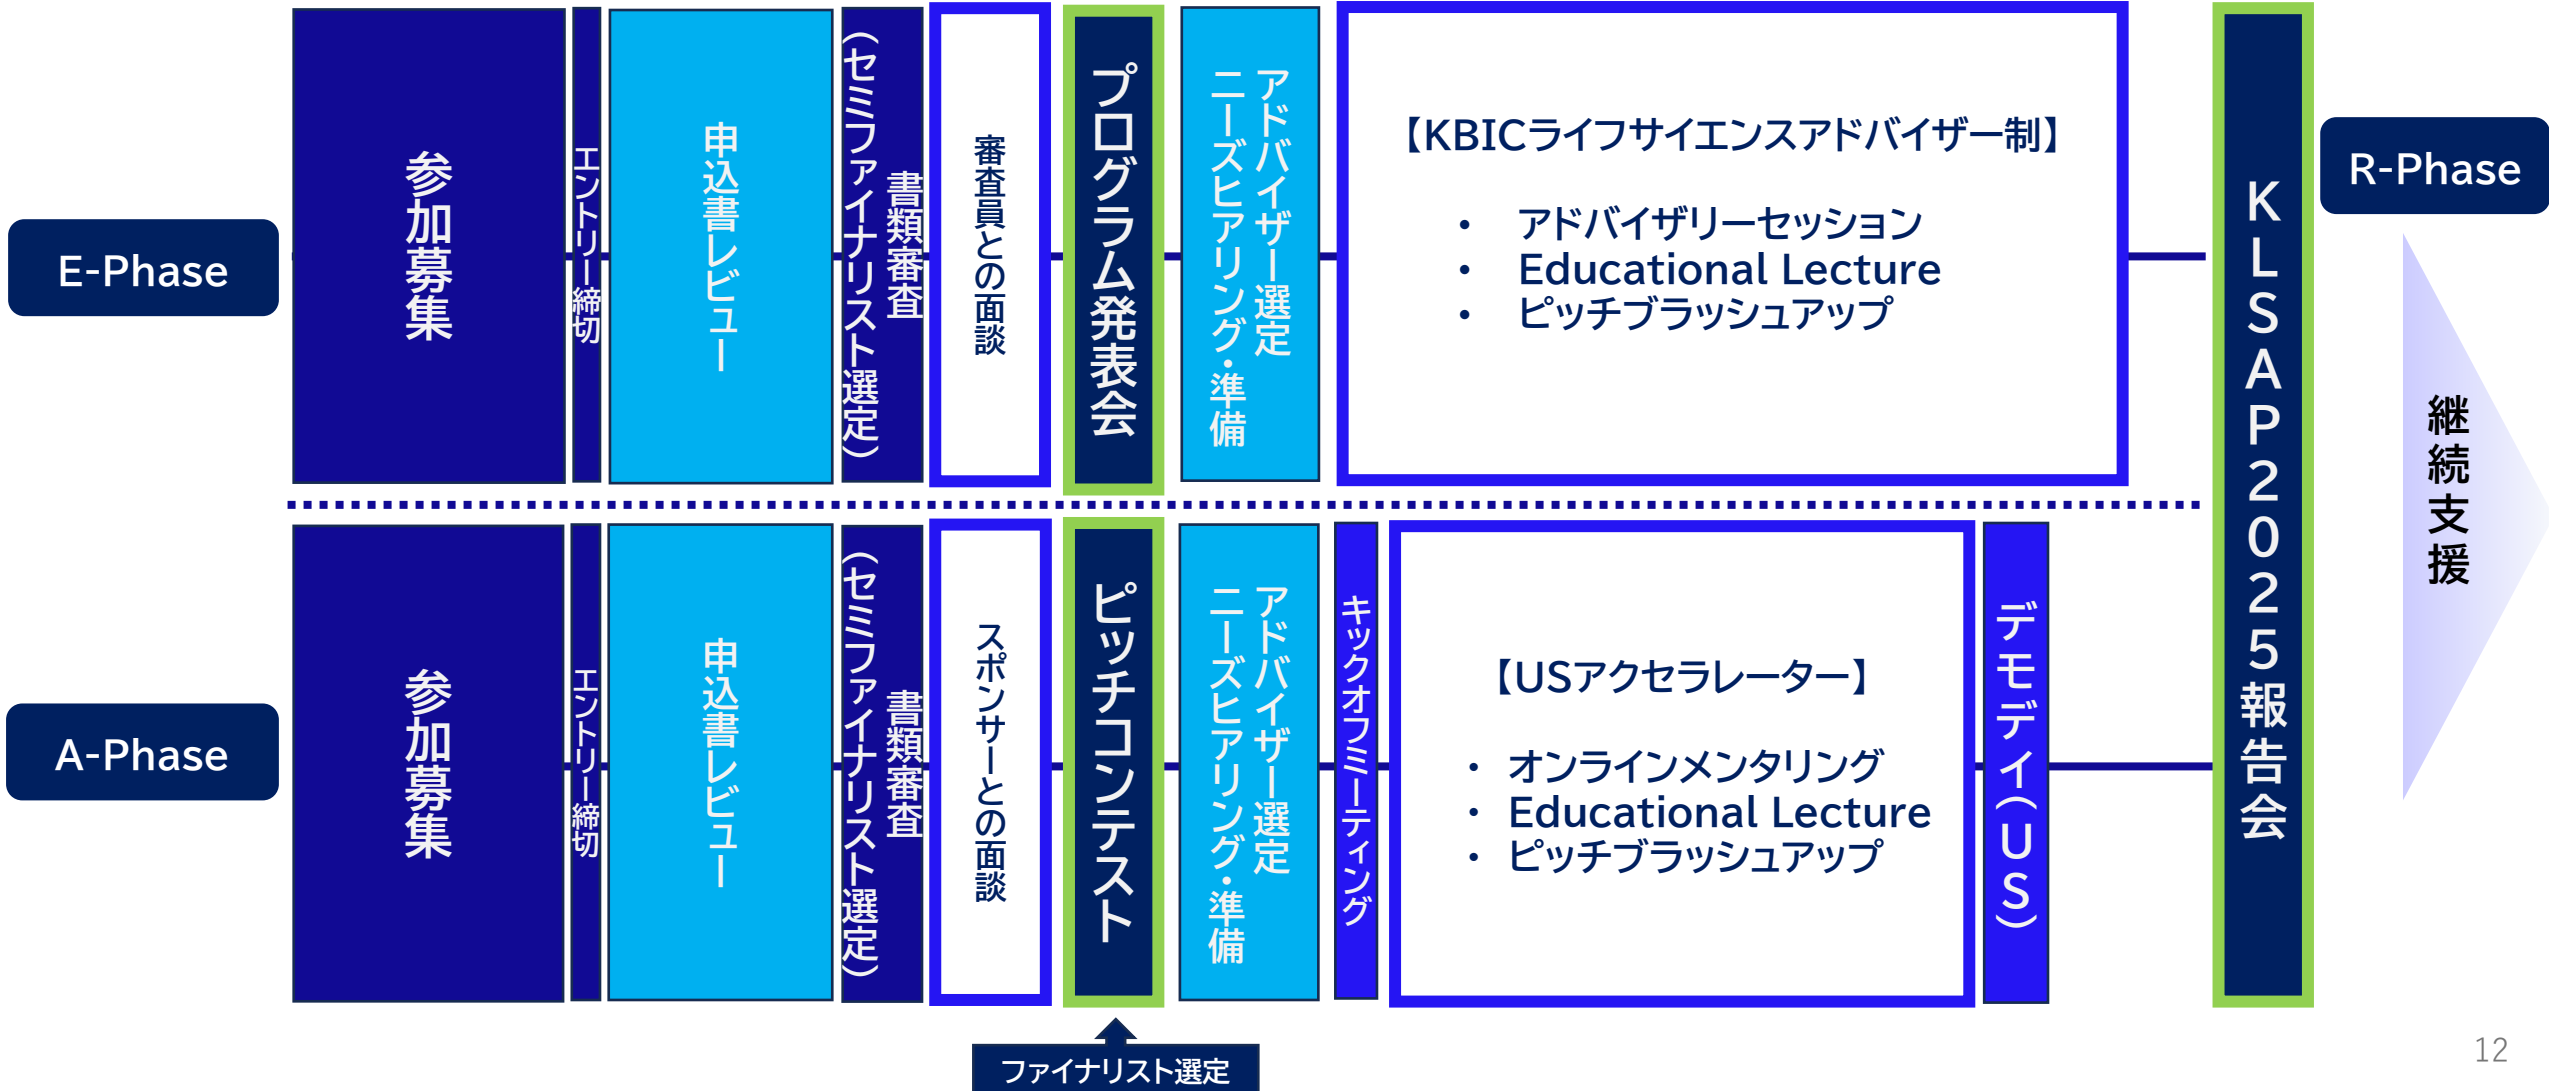 E-Phase
参加募集
エントリー締切
申込書レビュー
書類審査
(セミファイナリスト選定)
審査員との面談
プログラム発表会
アドバイザー選定
ニーズヒアリング・準備
【KBICライフサイエンスアドバイザー制】
• アドバイザリーセッション
• Educational Lecture
• ピッチブラッシュアップ
A-Phase
参加募集
エントリー締切
申込書レビュー
書類審査
(セミファイナリスト選定)
スポンサーとの面談
ピッチコンテスト
アドバイザー選定
ニーズヒアリング・準備
キックオフミーティング
【USアクセラレーター】
・ オンラインメンタリング
・ Educational Lecture
・ ピッチブラッシュアップ
デモデイ(US)
KLSAP2025報告会
R-Phase
継続支援
ファイナリスト選定
12